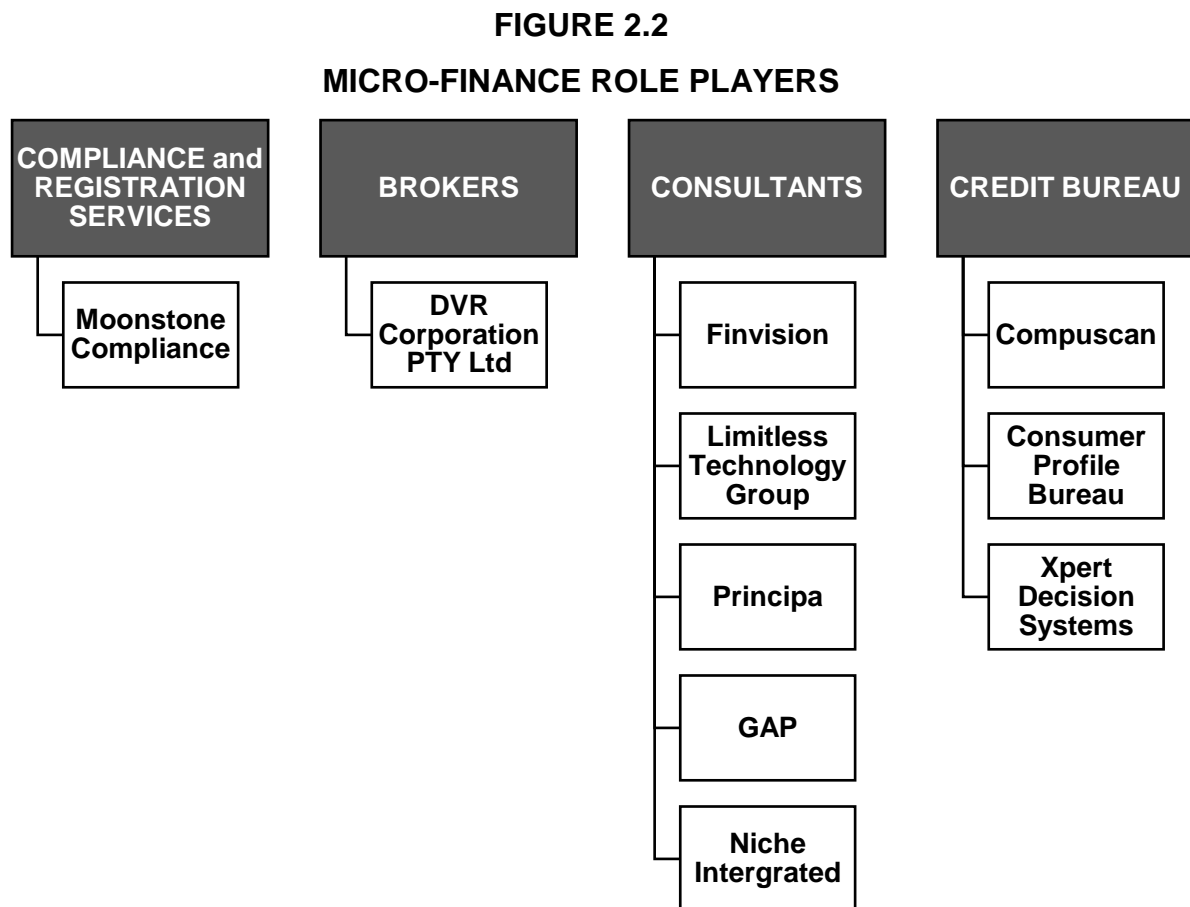 FIGURE 2.2
MICRO-FINANCE ROLE PLAYERS
COMPLIANCE and
REGISTRATION
SERVICES
Moonstone
Compliance
BROKERS
DVR
Corporation
PTY Ltd
CONSULTANTS
Finvision
Limitless
Technology
Group
Principa
GAP
Niche
Intergrated
CREDIT BUREAU
Compuscan
Consumer
Profile
Bureau
Xpert
Decision
Systems